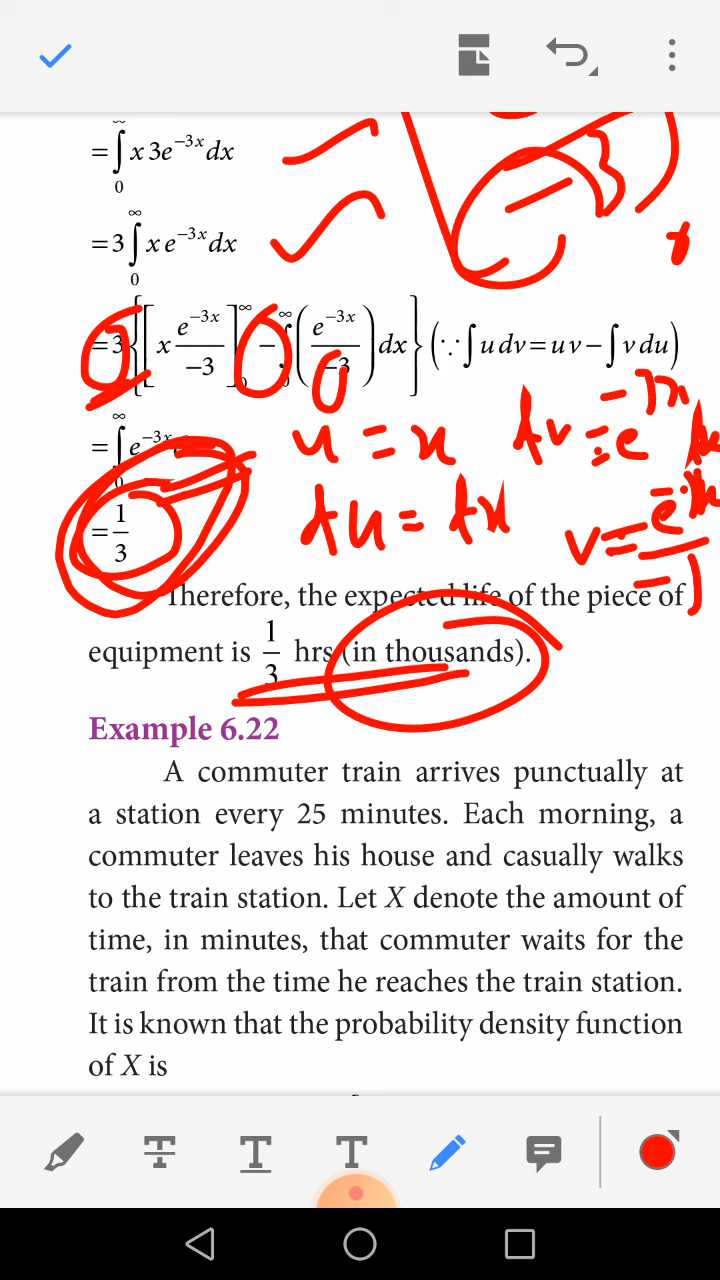 = ∫₀^∞ x 3e^{-3x} dx
= 3 ∫₀^∞ x e^{-3x} dx
= 3 { [ x e^{-3x}/-3 ]₀^∞ - ∫₀^∞ ( e^{-3x}/-3 ) dx } (∵ ∫ u dv = uv - ∫ v du)
= ∫₀^∞ e^{-3x}
u = x
= 1/3
Therefore, the expected life of the piece of
equipment is 1/3 hrs (in thousands).
Example 6.22
A commuter train arrives punctually at
a station every 25 minutes. Each morning, a
commuter leaves his house and casually walks
to the train station. Let X denote the amount of
time, in minutes, that commuter waits for the
train from the time he reaches the train station.
It is known that the probability density function
of X is
T T T